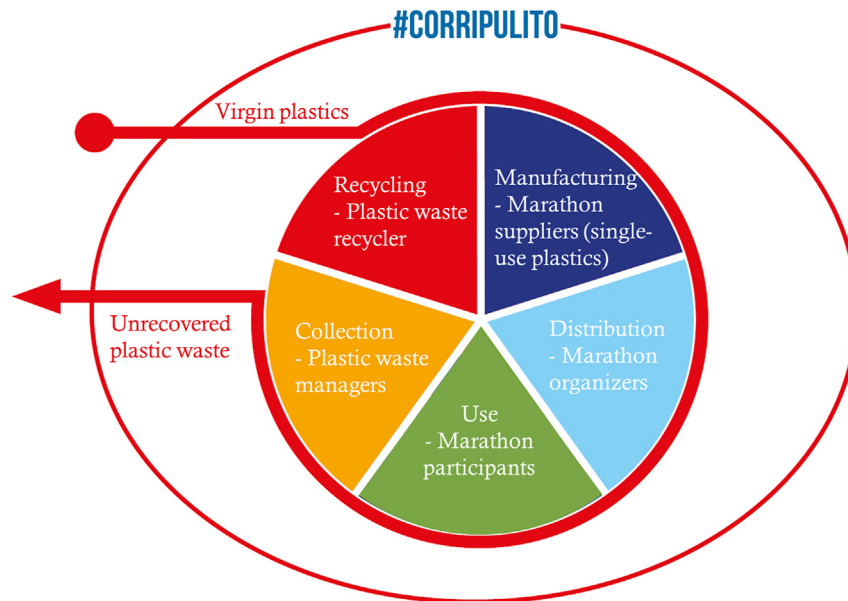 #CORRIPULITO
Virgin plastics
Recycling
- Plastic waste
recycler
Manufacturing
- Marathon
suppliers (single-
use plastics)
Unrecovered
plastic waste
Collection
- Plastic waste
managers
Distribution
- Marathon
organizers
Use
- Marathon
participants